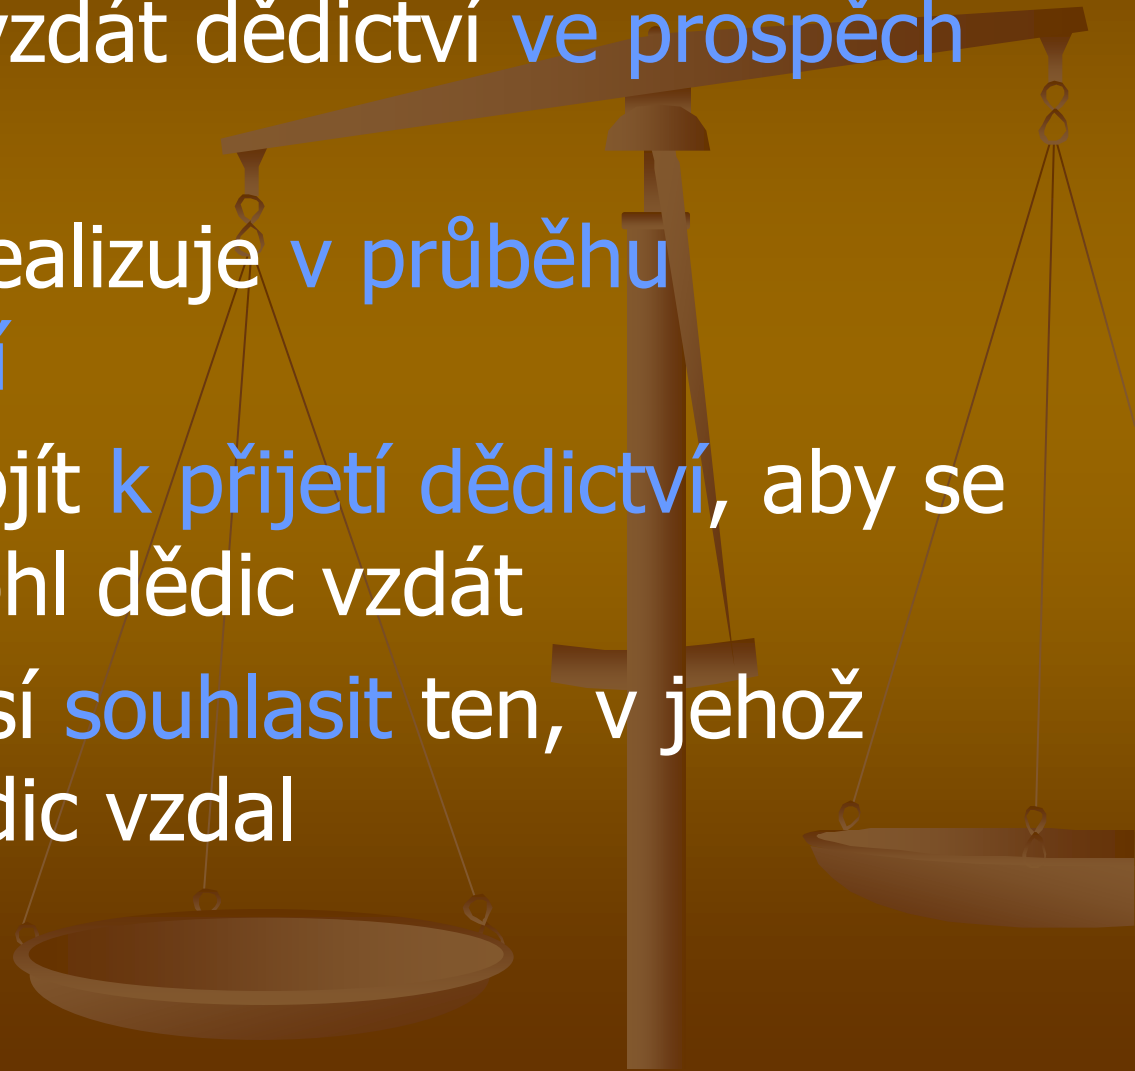 vzdát dědictví ve prospěch
ealizuje v průběhu
í
ojít k přijetí dědictví, aby se
ohl dědic vzdát
sí souhlasit ten, v jehož
dic vzdal